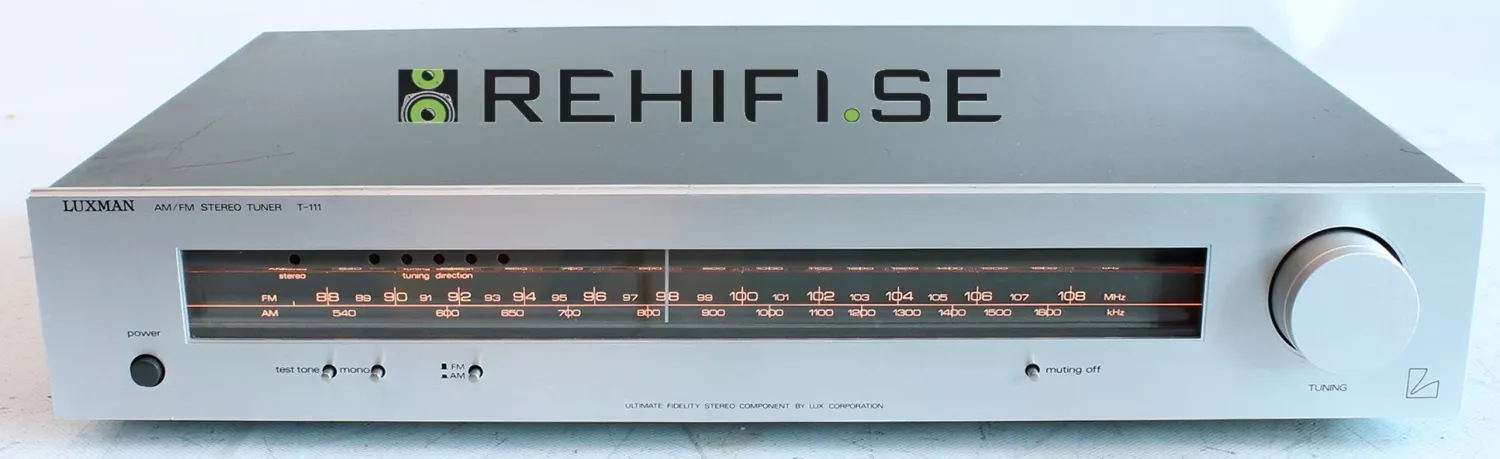 REHIFI.SE
LUXMAN AM/FM STEREO TUNER T-111
stereo tuning direction
FM 88 89 90 91 92 93 94 95 96 97 98 99 100 101 102 103 104 105 106 107 108 MHz
AM 540 600 650 700 800 900 1000 1100 1200 1300 1400 1500 1600 kHz
power
test tone mono FM muting off
AM
TUNING
ULTIMATE FIDELITY STEREO COMPONENT BY LUX CORPORATION